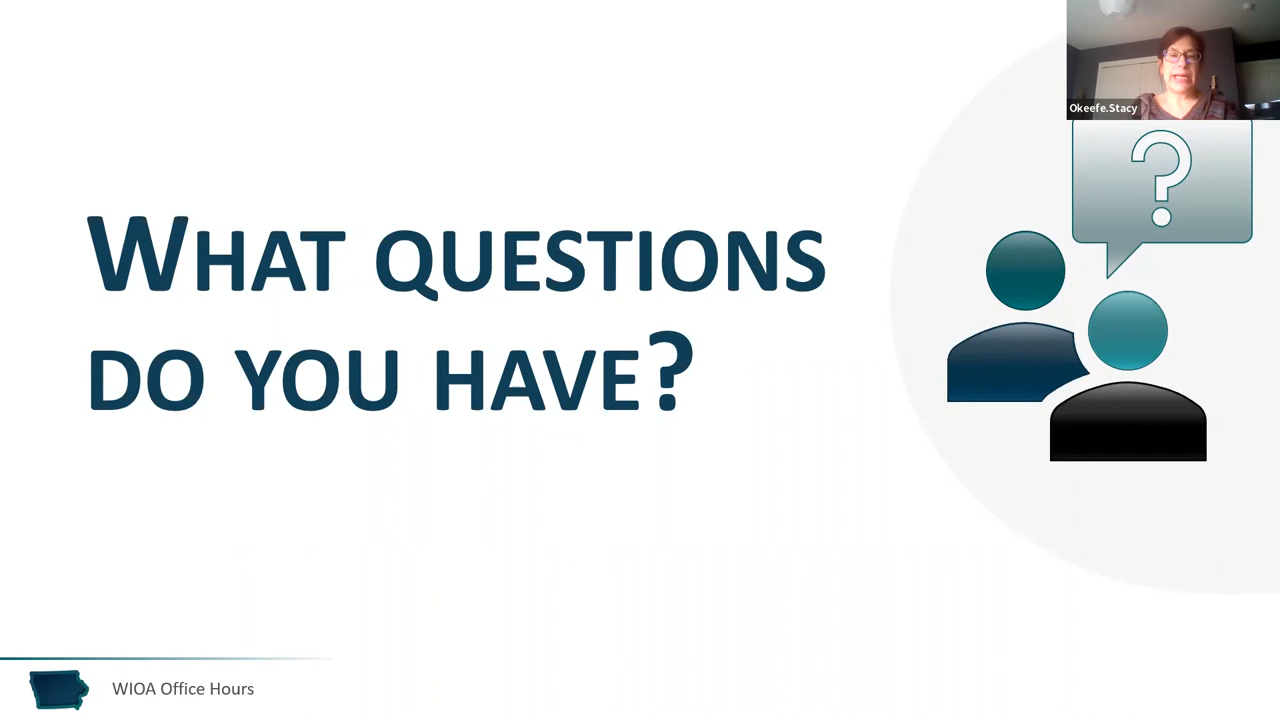 Okeefe.Stacy
?
WHAT QUESTIONS
DO YOU HAVE?
WIOA Office Hours